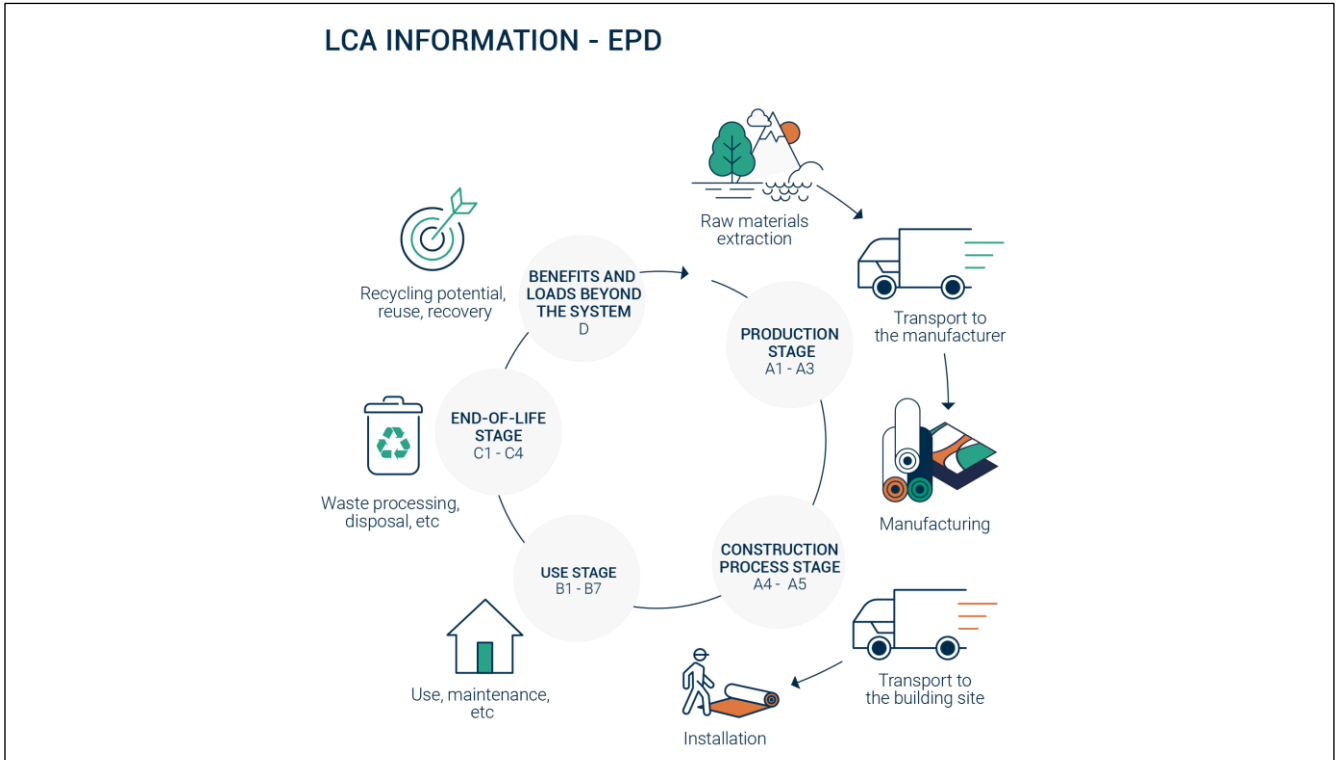 LCA INFORMATION - EPD
Raw materials
extraction
Transport to
the manufacturer
Manufacturing
PRODUCTION
STAGE
A1 - A3
CONSTRUCTION
PROCESS STAGE
A4 - A5
Transport to
the building site
Installation
USE STAGE
B1 - B7
Use, maintenance,
etc
END-OF-LIFE
STAGE
C1 - C4
Waste processing,
disposal, etc
BENEFITS AND
LOADS BEYOND
THE SYSTEM
D
Recycling potential,
reuse, recovery